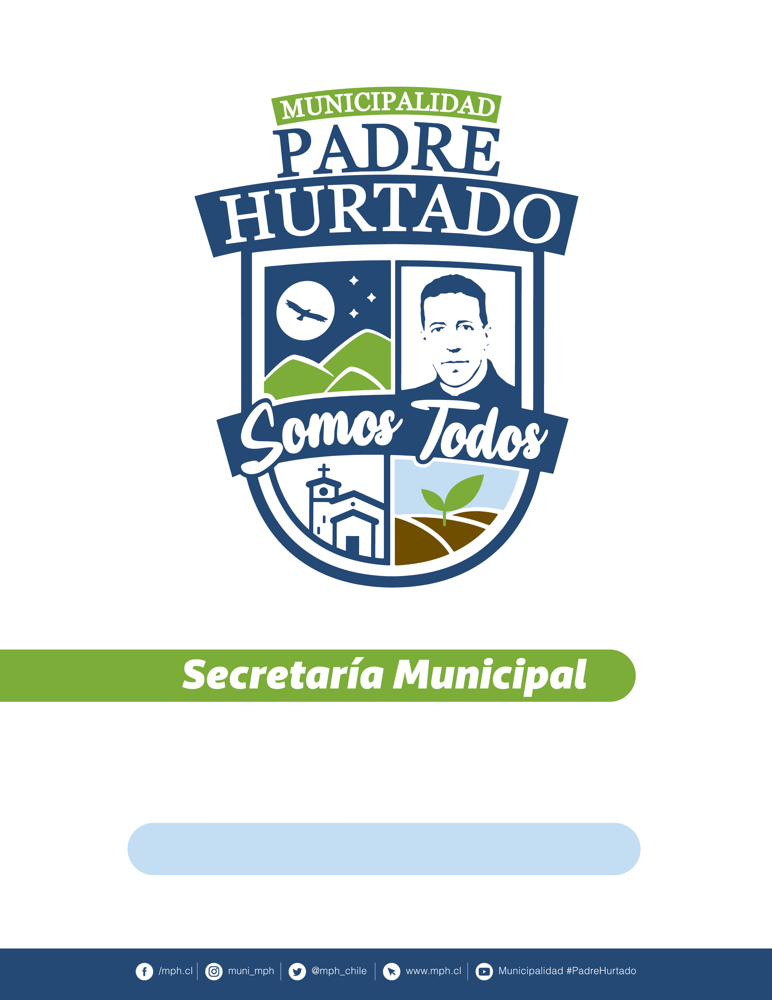 MUNICIPALIDAD
PADRE
HURTADO
Somos Todos
Secretaría Municipal
/mph.cl muni_mph @mph_chile www.mph.cl Municipalidad #PadreHurtado